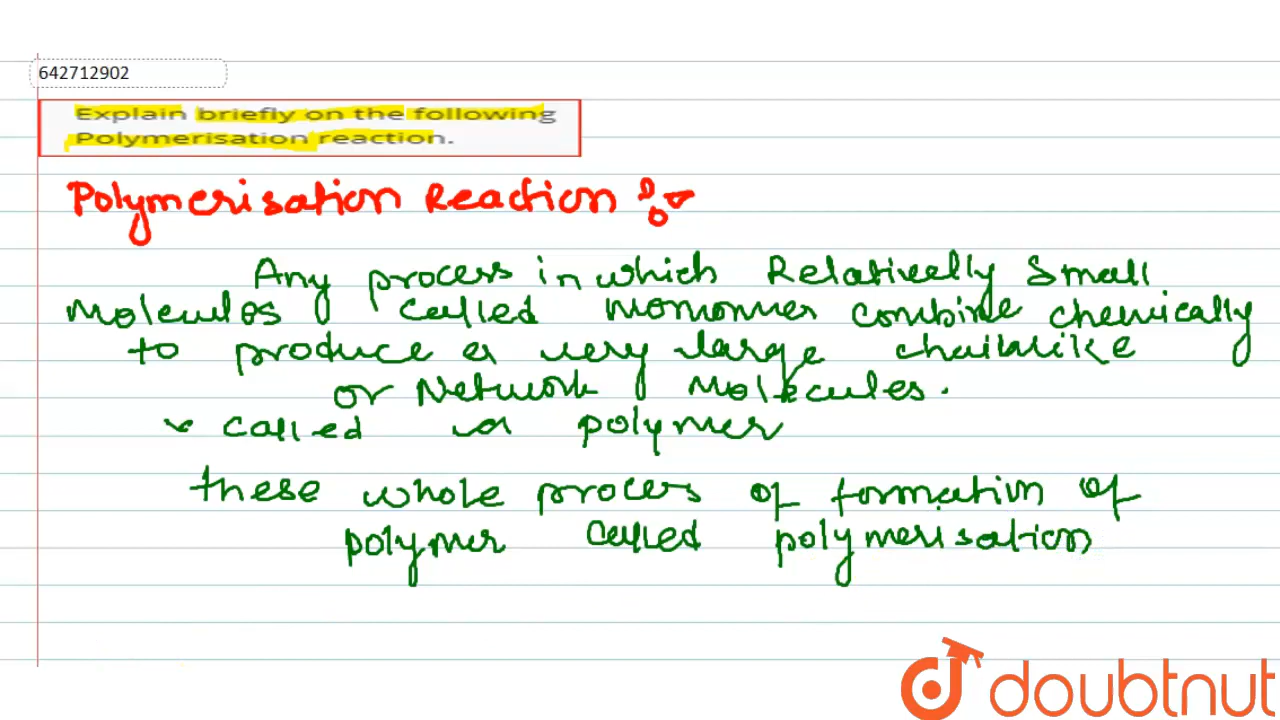 642712902
Explain briefly on the following
Polymerisation reaction.
Polymerisation Reaction :-
Any process in which Relatively Small
Molecules called Momonmer combine chemically
to produce a very large chainlike
or Network Molecules.
called a polymer
these whole process of formation of
polymer called polymerisation
doubtnut